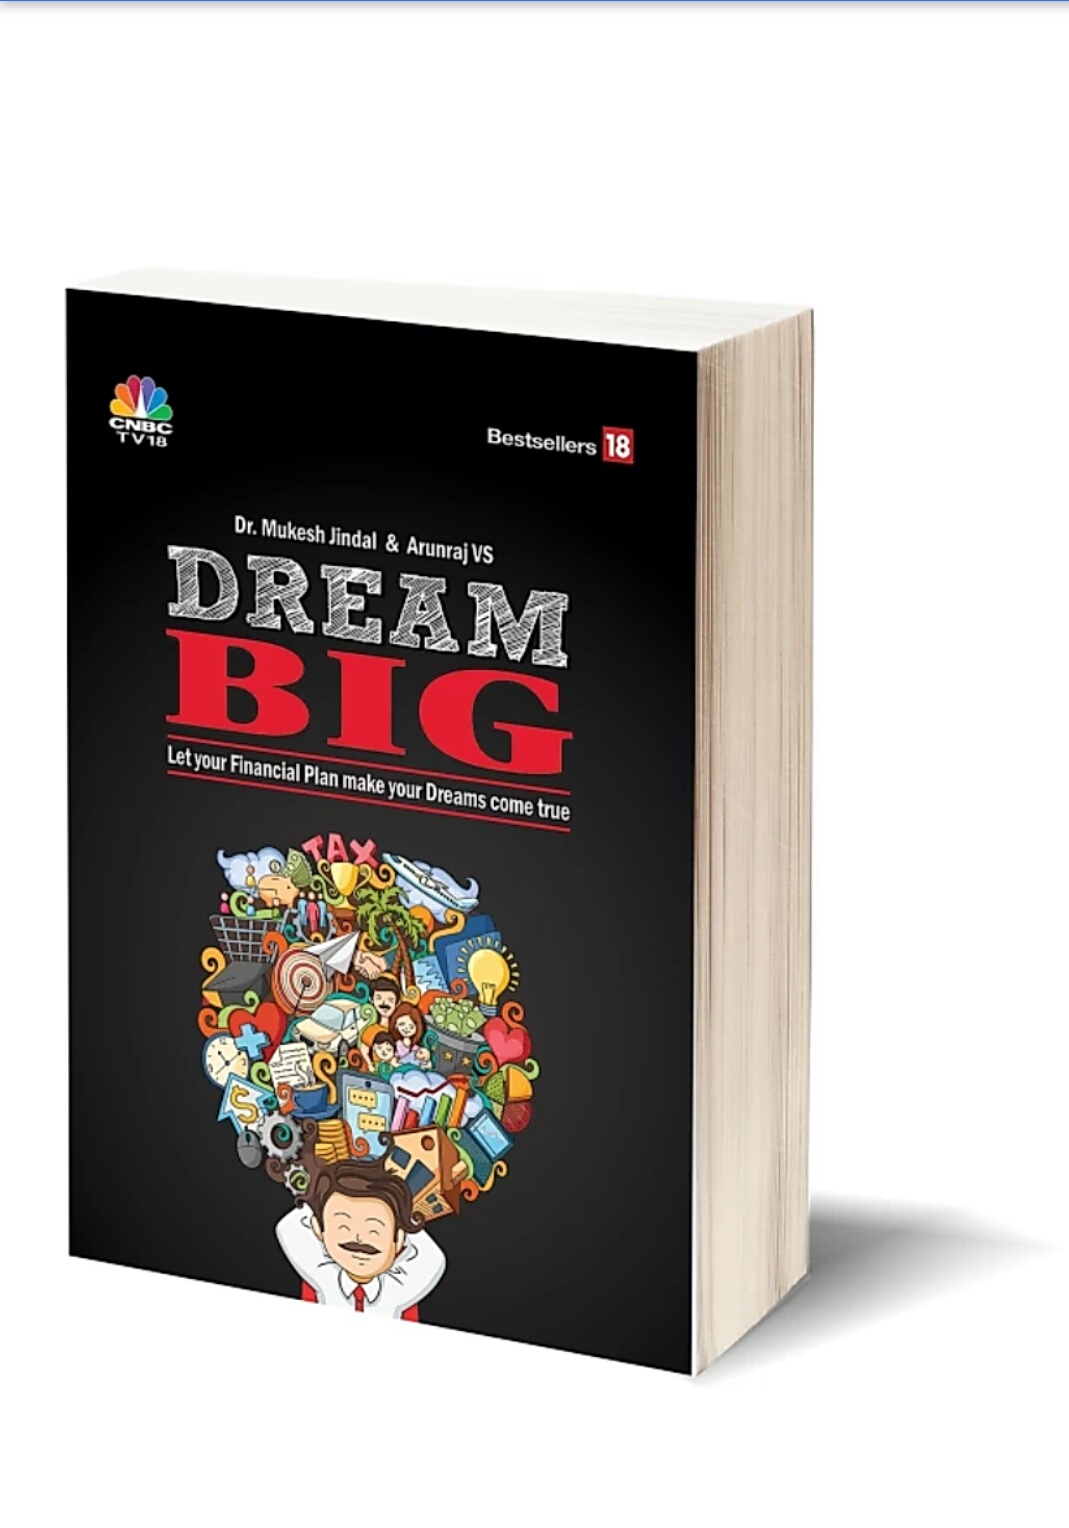 CNBC
TV18
Bestsellers 18
Dr. Mukesh Jindal & Arunraj VS
DREAM
BIG
Let your Financial Plan make your Dreams come true
TAX
$